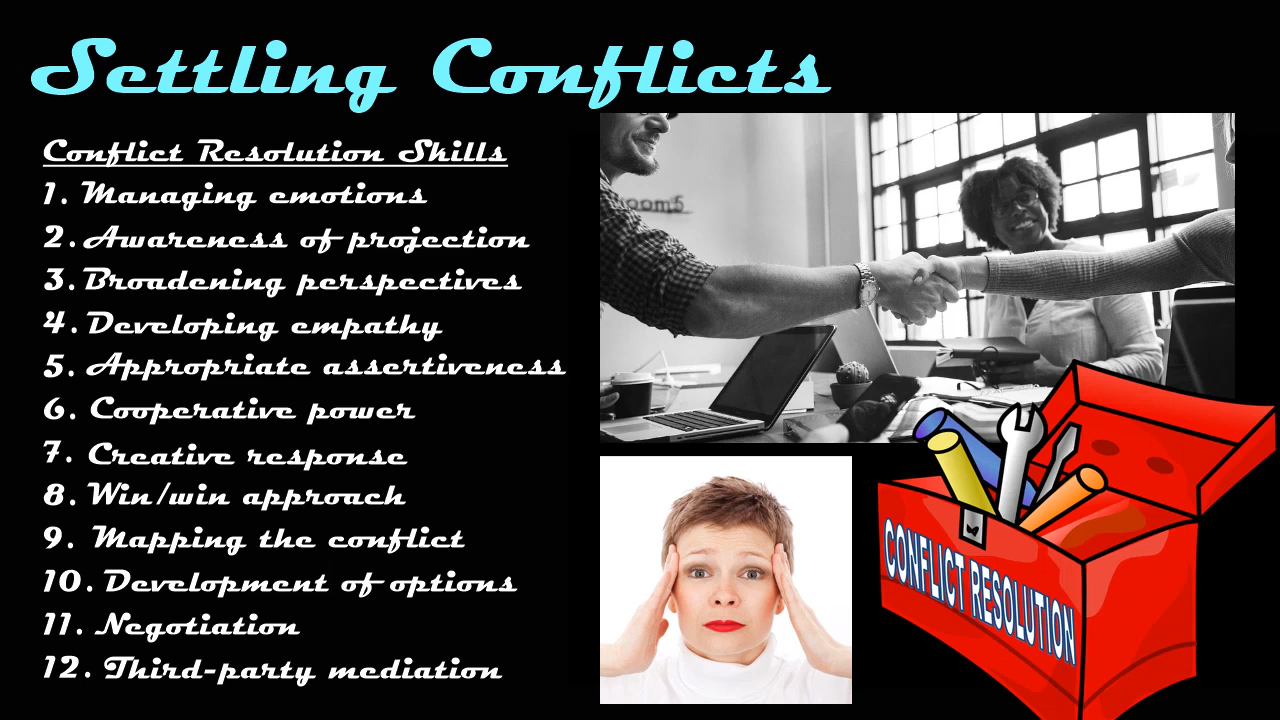 Settling Conflicts
Conflict Resolution Skills
1. Managing emotions
2. Awareness of projection
3. Broadening perspectives
4. Developing empathy
5. Appropriate assertiveness
6. Cooperative power
7. Creative response
8. Win/win approach
9. Mapping the conflict
10. Development of options
11. Negotiation
12. Third-party mediation
CONFLICT RESOLUTION